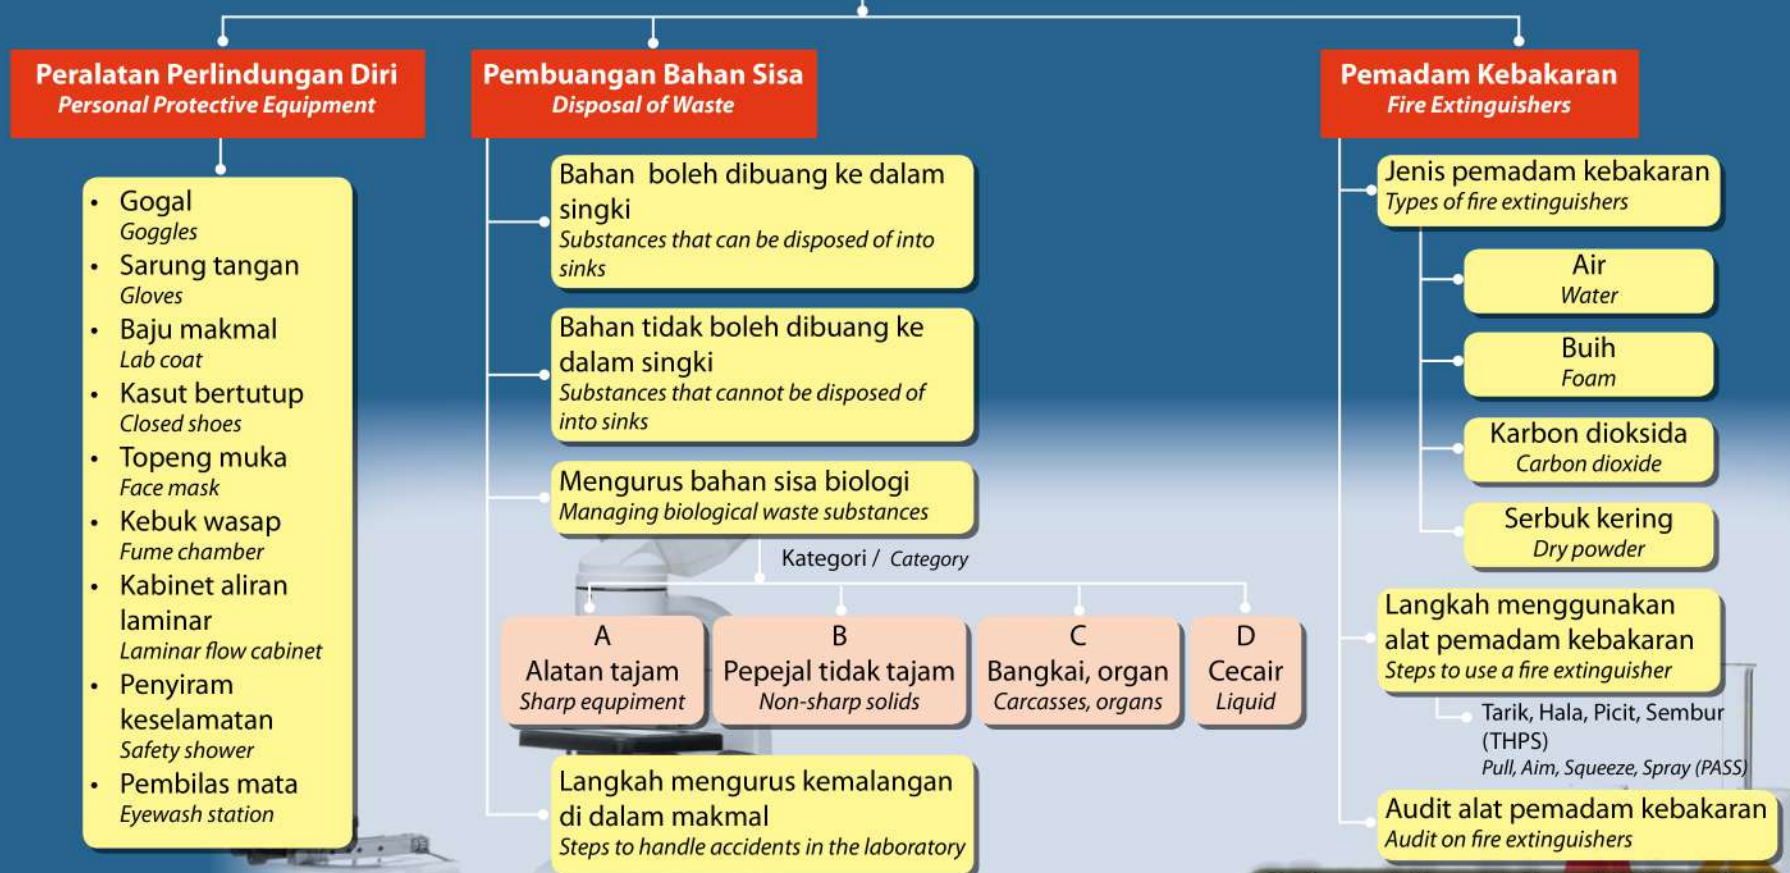 Peralatan Perlindungan Diri
Personal Protective Equipment
• Gogal
Goggles
• Sarung tangan
Gloves
• Baju makmal
Lab coat
• Kasut bertutup
Closed shoes
• Topeng muka
Face mask
• Kebuk wasap
Fume chamber
• Kabinet aliran
laminar
Laminar flow cabinet
• Penyiram
keselamatan
Safety shower
• Pembilas mata
Eyewash station
Pembuangan Bahan Sisa
Disposal of Waste
Bahan boleh dibuang ke dalam
singki
Substances that can be disposed of into
sinks
Bahan tidak boleh dibuang ke
dalam singki
Substances that cannot be disposed of
into sinks
Mengurus bahan sisa biologi
Managing biological waste substances
Kategori / Category
A
Alatan tajam
Sharp equpiment
B
Pepejal tidak tajam
Non-sharp solids
C
Bangkai, organ
Carcasses, organs
D
Cecair
Liquid
Langkah mengurus kemalangan
di dalam makmal
Steps to handle accidents in the laboratory
Pemadam Kebakaran
Fire Extinguishers
Jenis pemadam kebakaran
Types of fire extinguishers
Air
Water
Buih
Foam
Karbon dioksida
Carbon dioxide
Serbuk kering
Dry powder
Langkah menggunakan
alat pemadam kebakaran
Steps to use a fire extinguisher
Tarik, Hala, Picit, Sembur
(THPS)
Pull, Aim, Squeeze, Spray (PASS)
Audit alat pemadam kebakaran
Audit on fire extinguishers